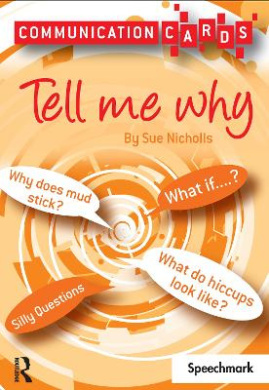 COMMUNICATION CARDS
Tell me why
By Sue Nicholls
Why does mud
stick?
What if....?
What do hiccups
look like?
Silly Questions
Speechmark